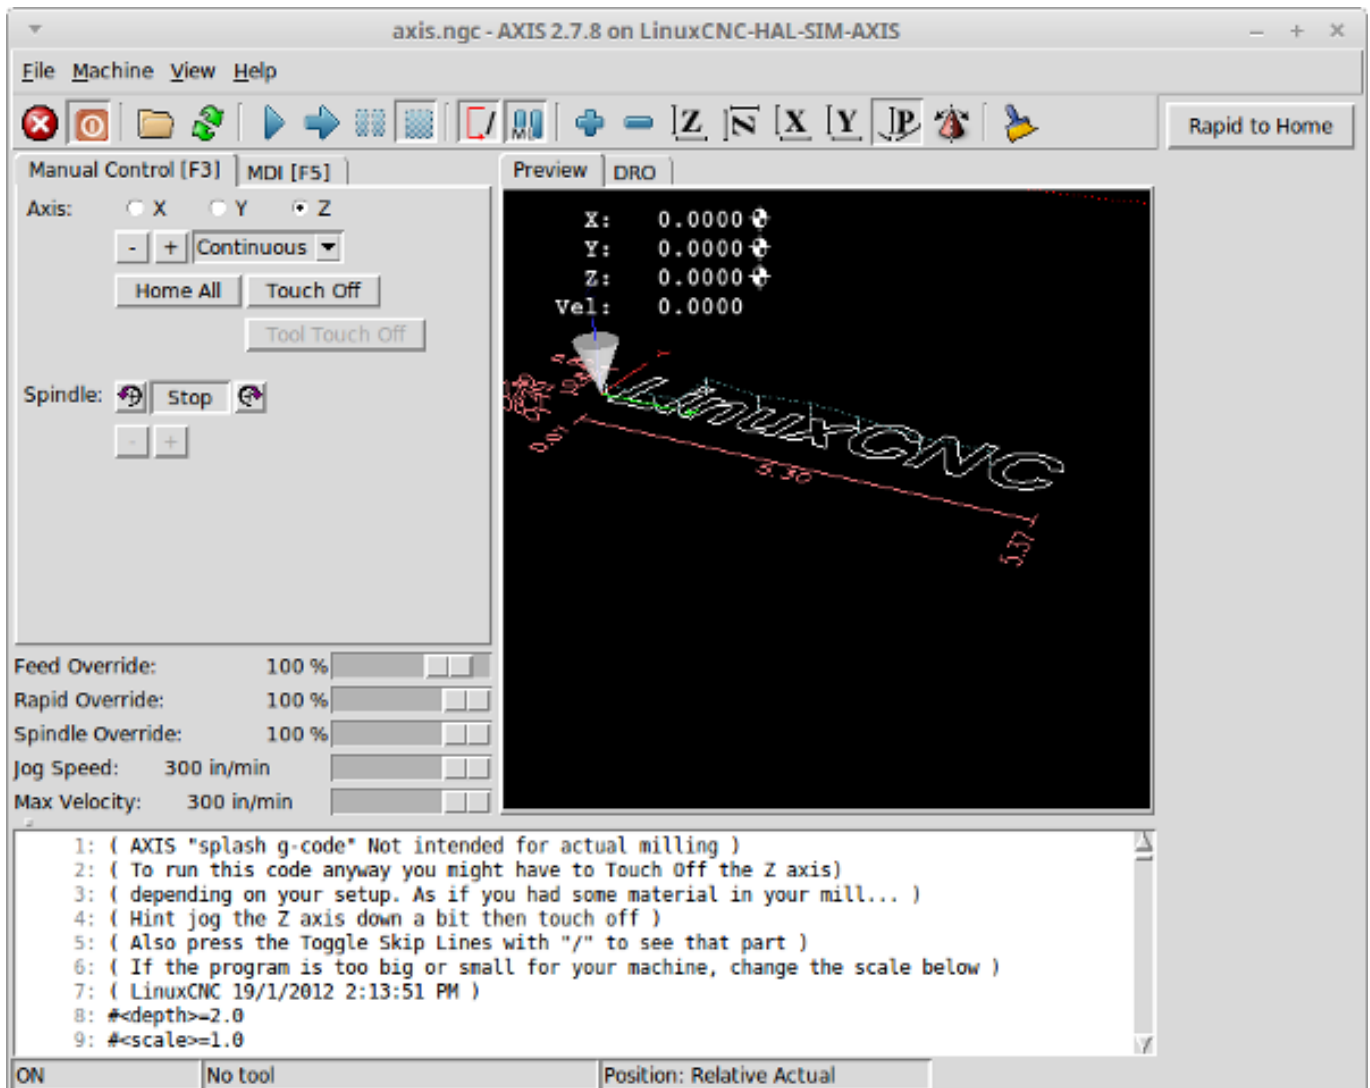 axis.ngc - AXIS 2.7.8 on LinuxCNC-HAL-SIM-AXIS
File Machine View Help
Z N X Y P
Rapid to Home
Manual Control [F3] MDI [F5]
Preview DRO
Axis: X Y Z
- + Continuous
Home All Touch Off
Tool Touch Off
Spindle: Stop
- +
X: 0.0000
Y: 0.0000
Z: 0.0000
Vel: 0.0000
LinuxCNC
5.30
5.37
Feed Override: 100 %
Rapid Override: 100 %
Spindle Override: 100 %
Jog Speed: 300 in/min
Max Velocity: 300 in/min
1: ( AXIS "splash g-code" Not intended for actual milling )
2: ( To run this code anyway you might have to Touch Off the Z axis)
3: ( depending on your setup. As if you had some material in your mill... )
4: ( Hint jog the Z axis down a bit then touch off )
5: ( Also press the Toggle Skip Lines with "/" to see that part )
6: ( If the program is too big or small for your machine, change the scale below )
7: ( LinuxCNC 19/1/2012 2:13:51 PM )
8: #<depth>=2.0
9: #<scale>=1.0
ON No tool Position: Relative Actual